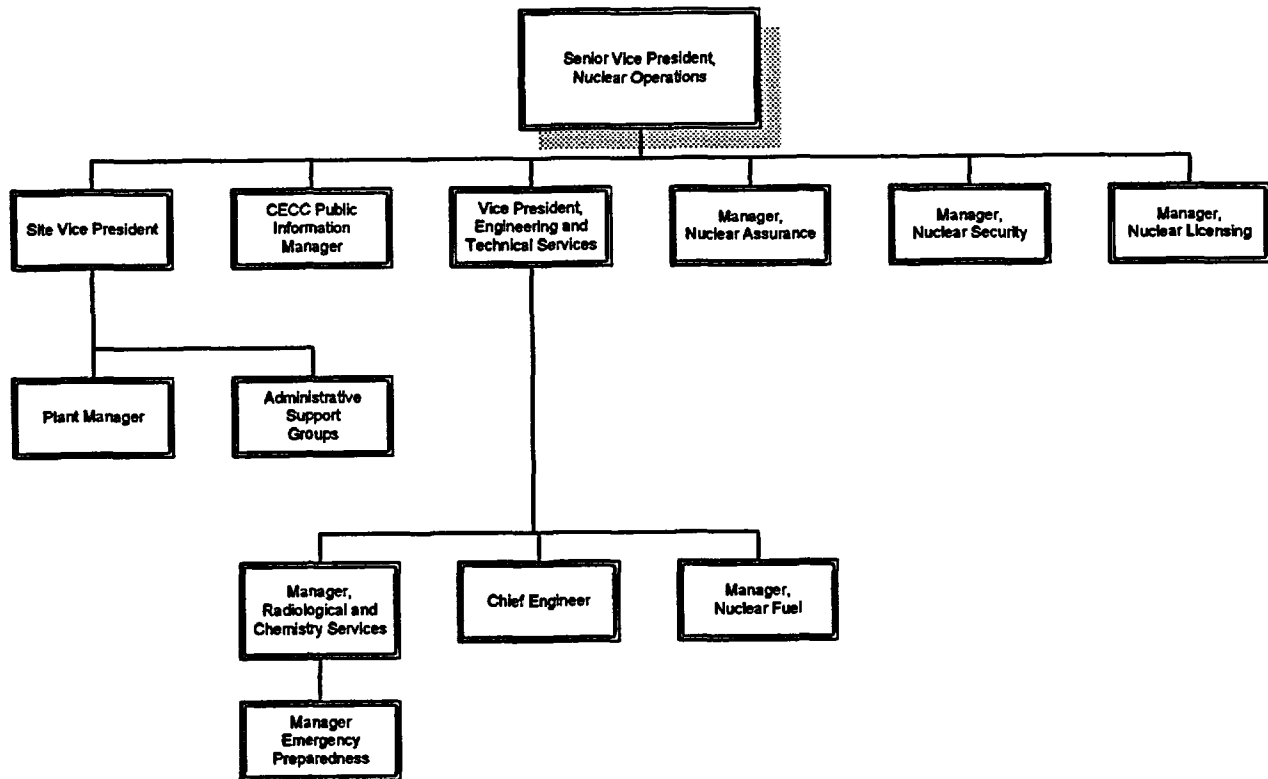 Senior Vice President,
Nuclear Operations
Site Vice President
CECC Public
Information
Manager
Vice President,
Engineering and
Technical Services
Manager,
Nuclear Assurance
Manager,
Nuclear Security
Manager,
Nuclear Licensing
Plant Manager
Administrative
Support
Groups
Manager,
Radiological and
Chemistry Services
Chief Engineer
Manager,
Nuclear Fuel
Manager
Emergency
Preparedness